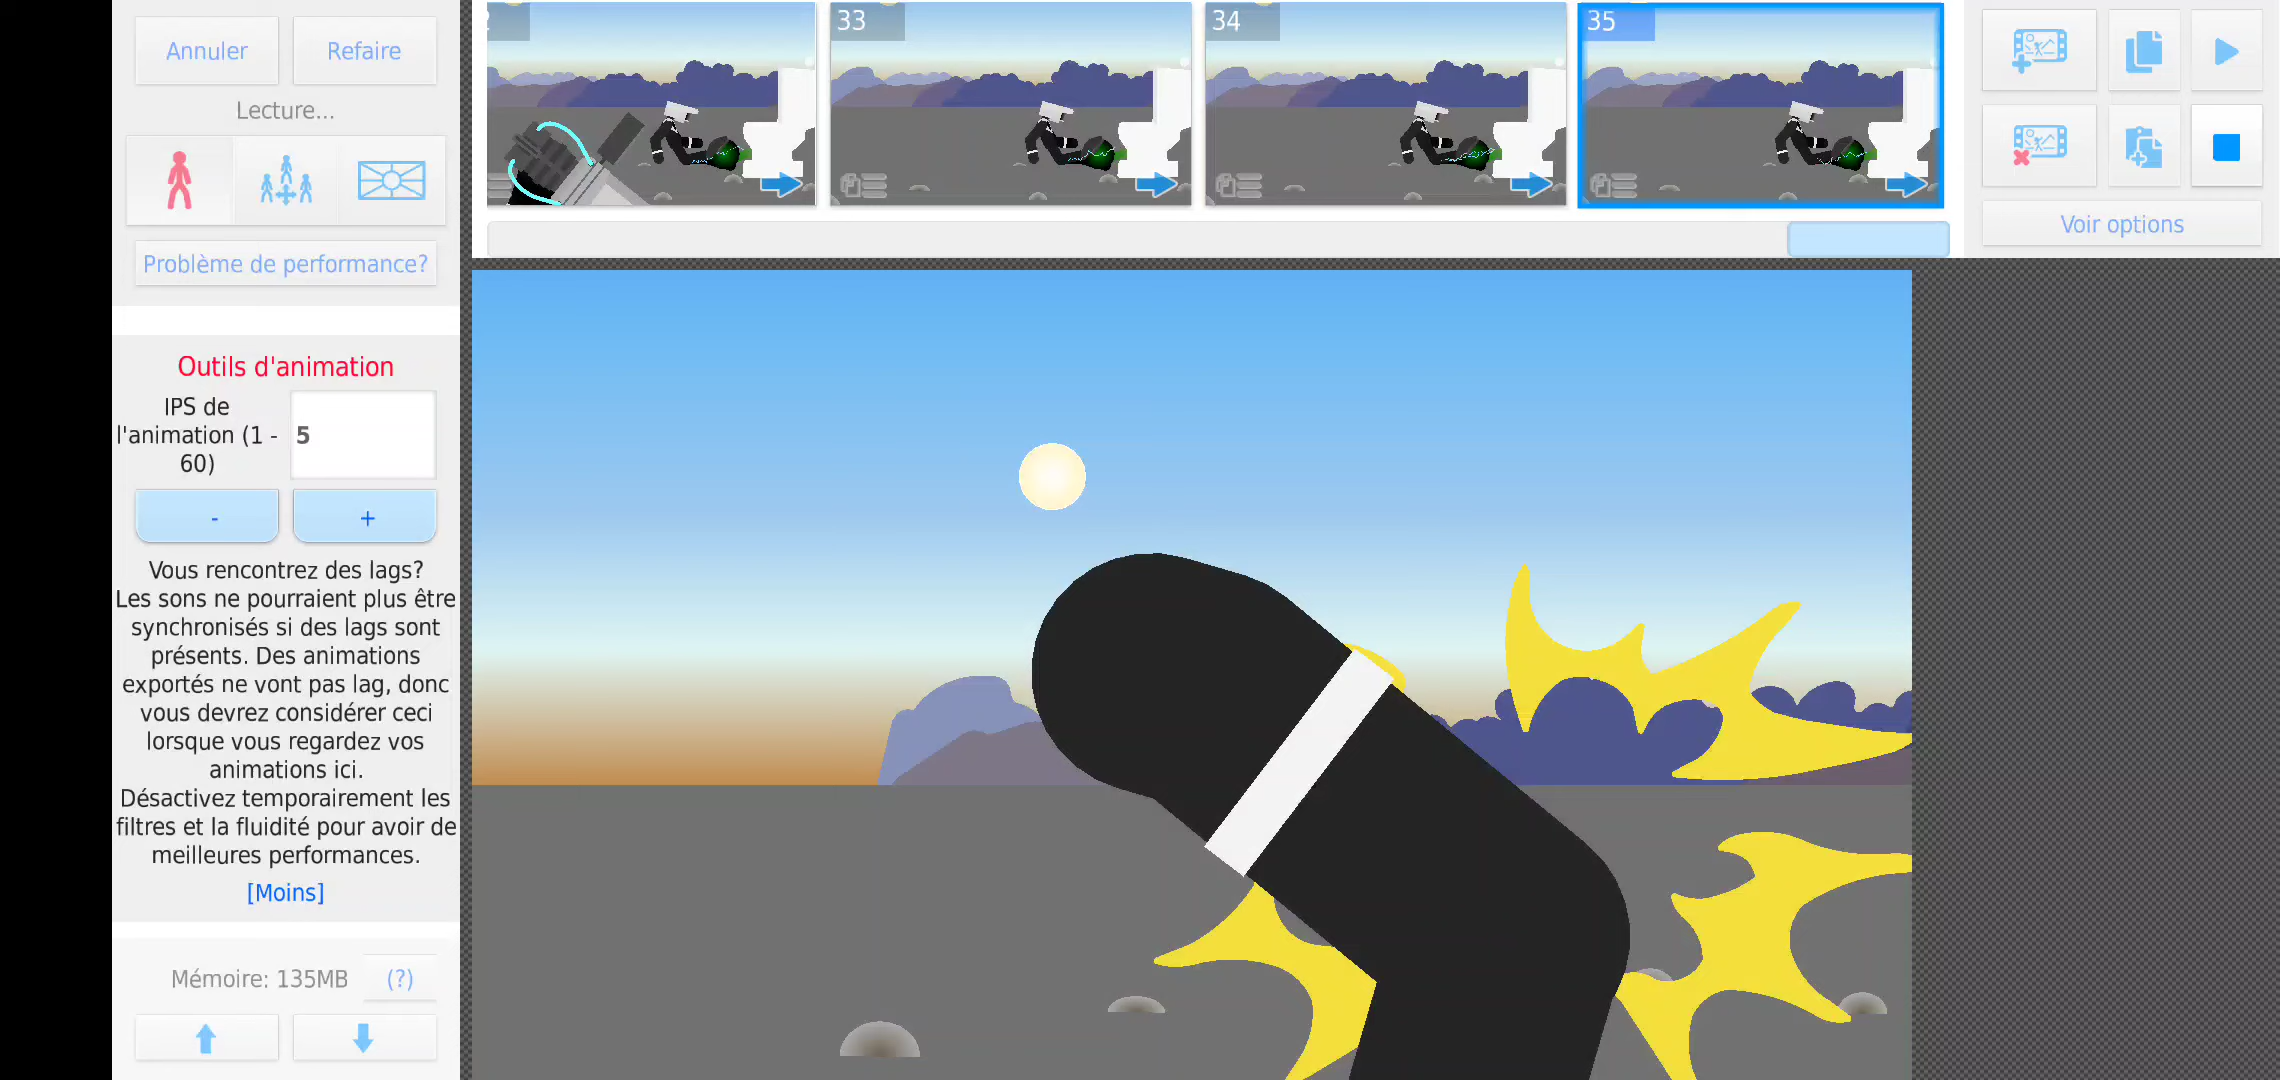 Annuler
Refaire
Lecture...
Problème de performance?
Outils d'animation
IPS de
l'animation (1 -
60)
5
-
+
Vous rencontrez des lags?
Les sons ne pourraient plus être
synchronisés si des lags sont
présents. Des animations
exportés ne vont pas lag, donc
vous devrez considérer ceci
lorsque vous regardez vos
animations ici.
Désactivez temporairement les
filtres et la fluidité pour avoir de
meilleures performances.
[Moins]
Mémoire: 135MB
(?)
2
33
34
35
Voir options